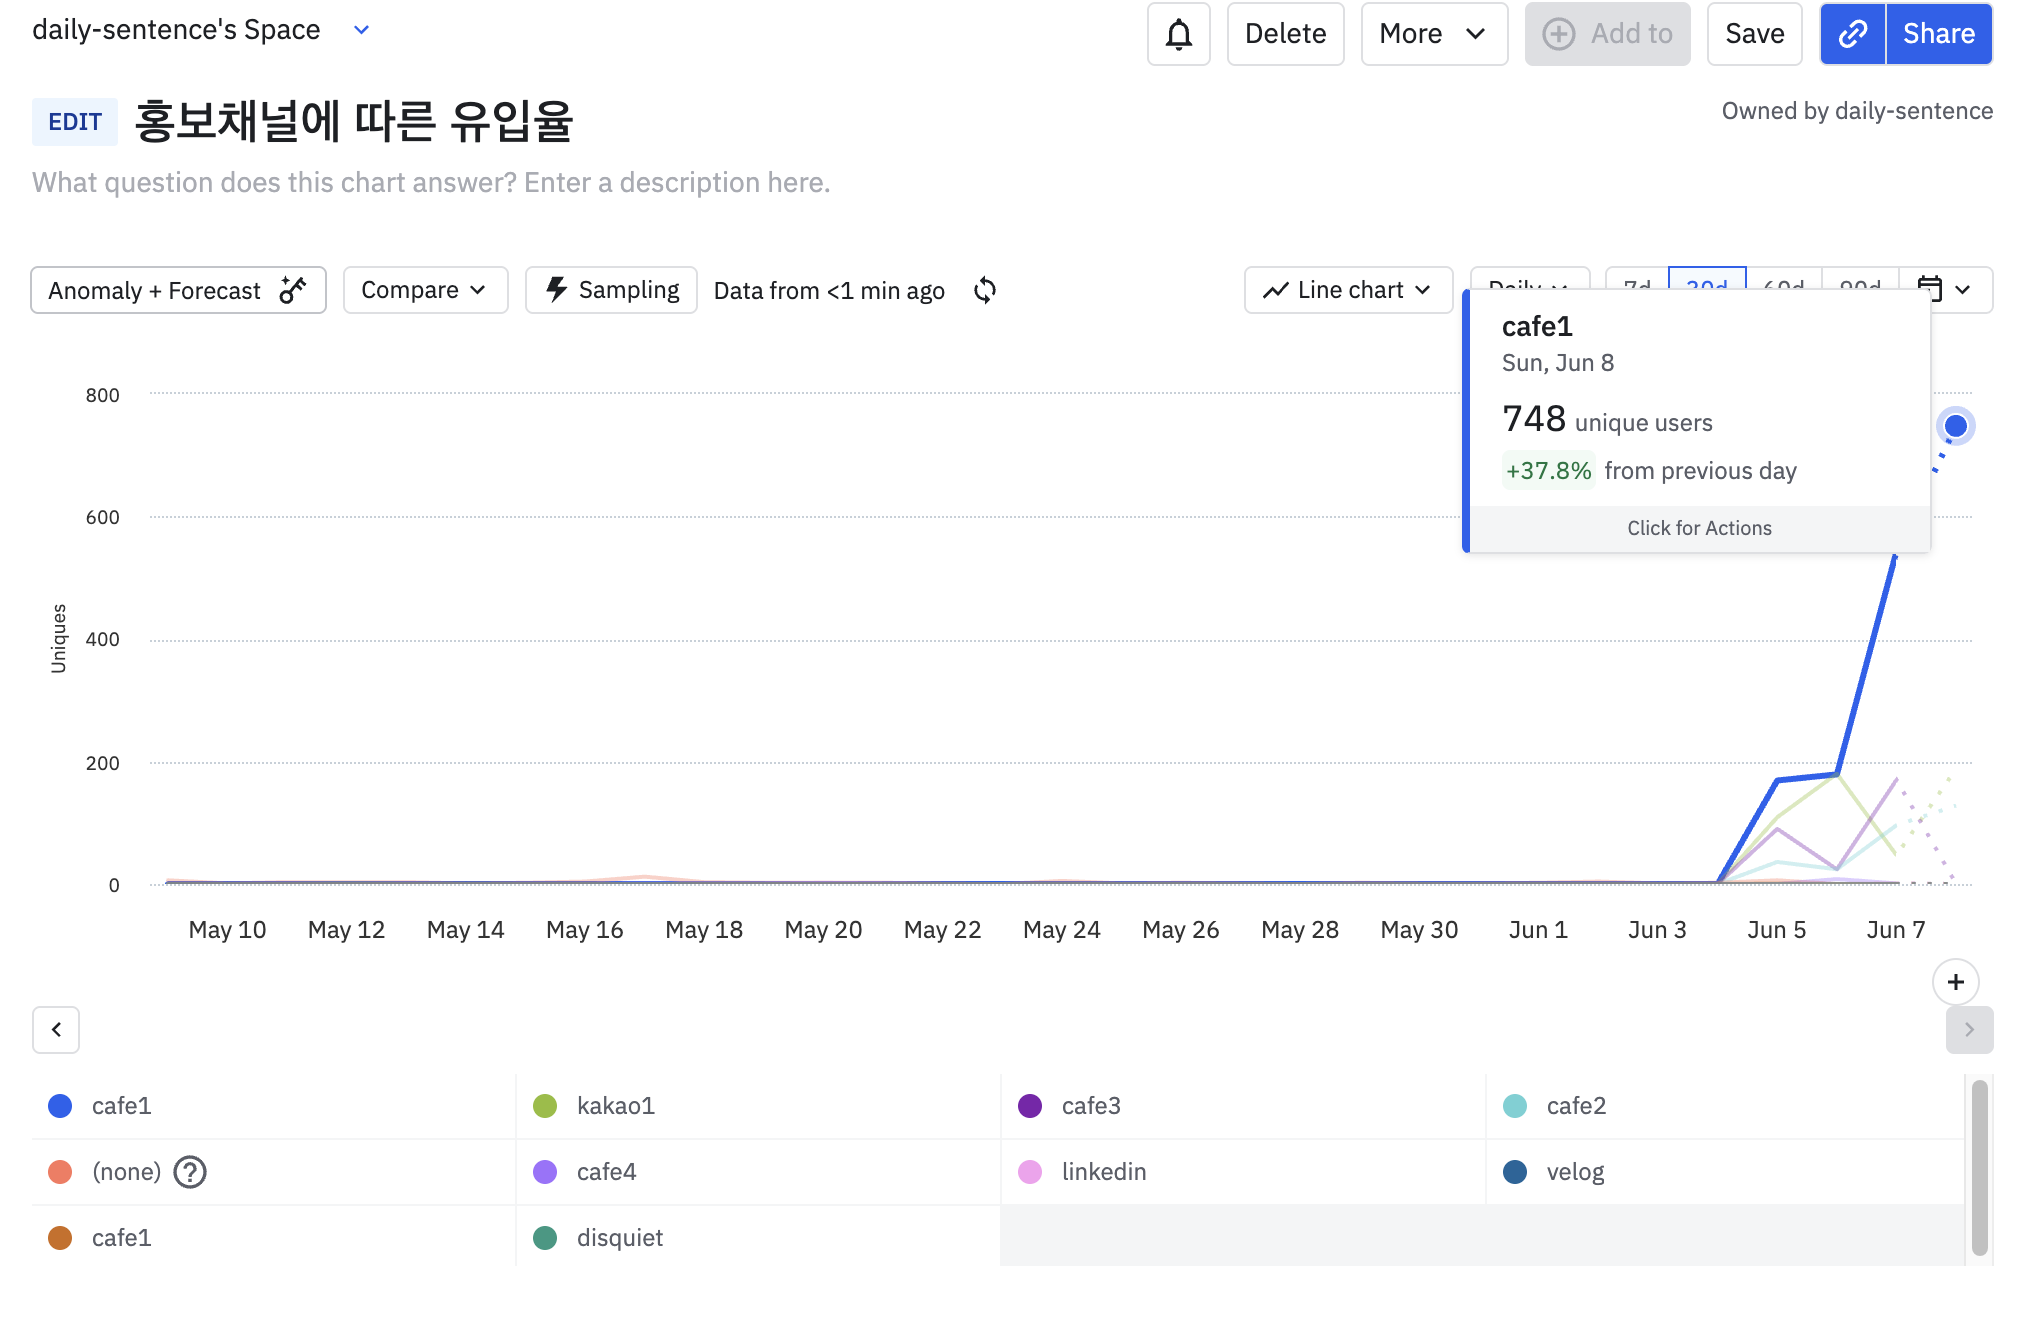 daily-sentence's Space
Delete
More
Add to
Save
Share
EDIT 홍보채널에 따른 유입율
Owned by daily-sentence
What question does this chart answer? Enter a description here.
Anomaly + Forecast
Compare
Sampling
Data from <1 min ago
Line chart
Daily
7d
30d
60d
90d
cafe1
Sun, Jun 8
748 unique users
+37.8% from previous day
Click for Actions
Uniques
800
600
400
200
0
May 10
May 12
May 14
May 16
May 18
May 20
May 22
May 24
May 26
May 28
May 30
Jun 1
Jun 3
Jun 5
Jun 7
cafe1
kakao1
cafe3
cafe2
(none)
cafe4
linkedin
velog
cafe1
disquiet